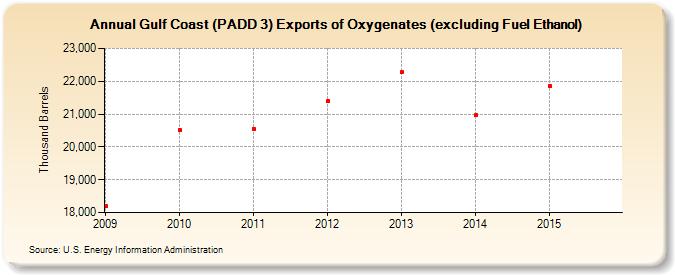 Annual Gulf Coast (PADD 3) Exports of Oxygenates (excluding Fuel Ethanol)
Thousand Barrels
23,000
22,000
21,000
20,000
19,000
18,000
2009 2010 2011 2012 2013 2014 2015
Source: U.S. Energy Information Administration